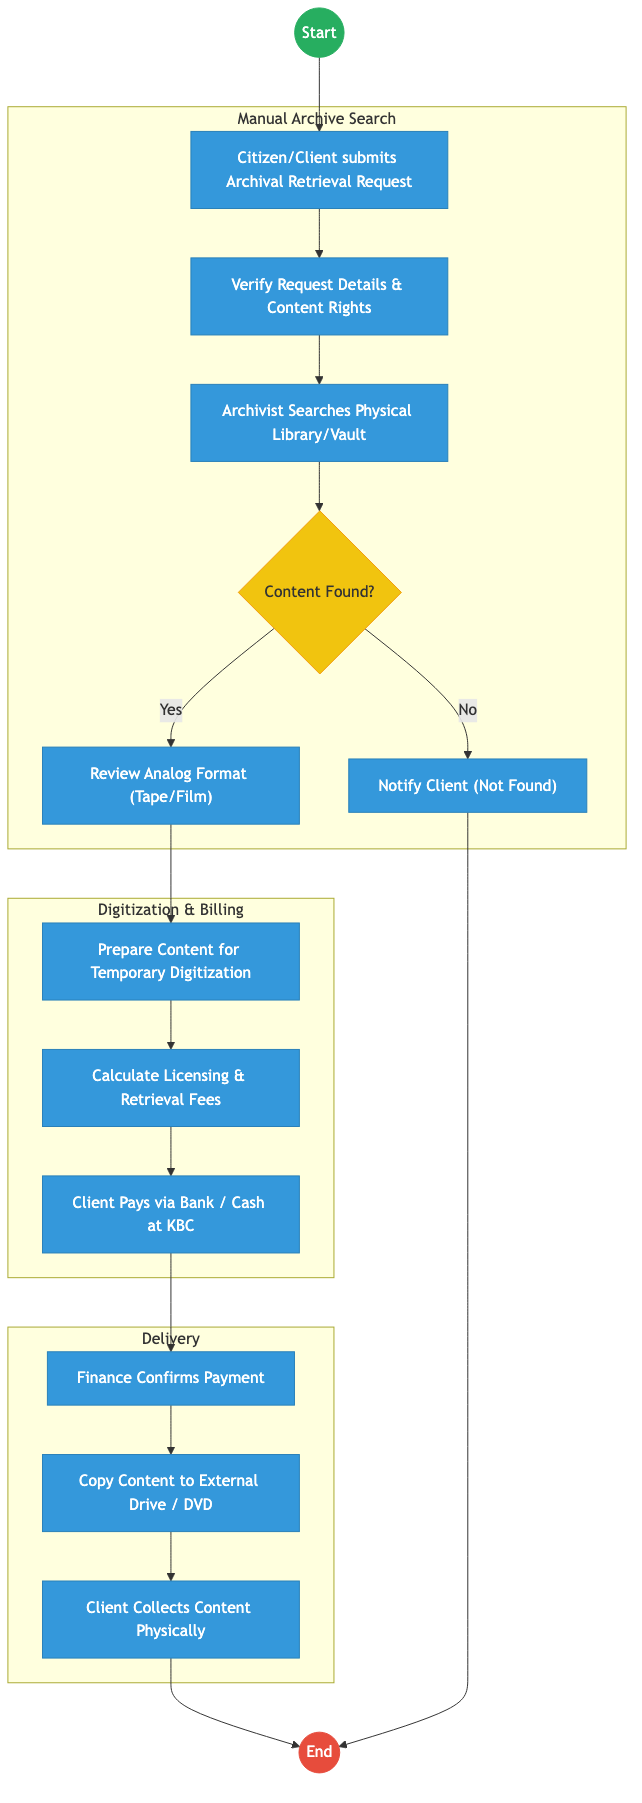 Start
Manual Archive Search
Citizen/Client submits
Archival Retrieval Request
Verify Request Details &
Content Rights
Archivist Searches Physical
Library/Vault
Content Found?
Yes
No
Review Analog Format
(Tape/Film)
Notify Client (Not Found)
Digitization & Billing
Prepare Content for
Temporary Digitization
Calculate Licensing &
Retrieval Fees
Client Pays via Bank / Cash
at KBC
Delivery
Finance Confirms Payment
Copy Content to External
Drive / DVD
Client Collects Content
Physically
End